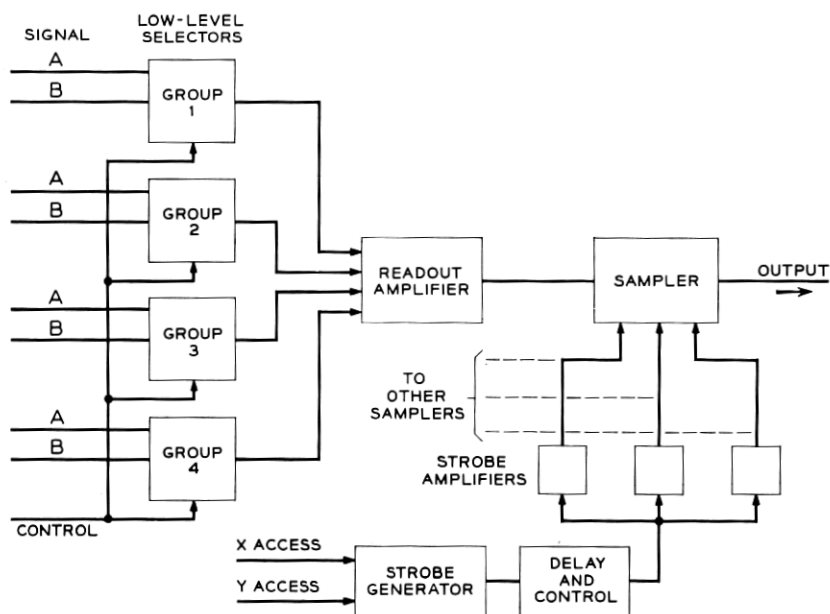 LOW-LEVEL
SELECTORS
SIGNAL
A
B
GROUP
1
A
B
GROUP
2
A
B
GROUP
3
A
B
GROUP
4
CONTROL
READOUT
AMPLIFIER
SAMPLER
OUTPUT
TO
OTHER
SAMPLERS
STROBE
AMPLIFIERS
X ACCESS
Y ACCESS
STROBE
GENERATOR
DELAY
AND
CONTROL